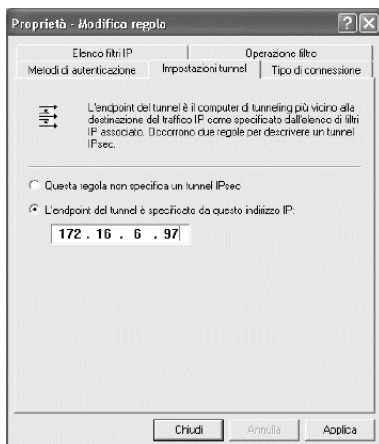 Proprietà - Modifica regola
Elenco filtri IP
Operazione filtro
Metodi di autenticazione
Impostazioni tunnel
Tipo di connessione
L'endpoint del tunnel è il computer di tunneling più vicino alla
destinazione del traffico IP come specificato dall'elenco di filtri
IP associato. Occorrono due regole per descrivere un tunnel
IPsec.
Questa regola non specifica un tunnel IPsec
L'endpoint del tunnel è specificato da questo indirizzo IP:
172 . 16 . 6 . 97
Chiudi
Annulla
Applica